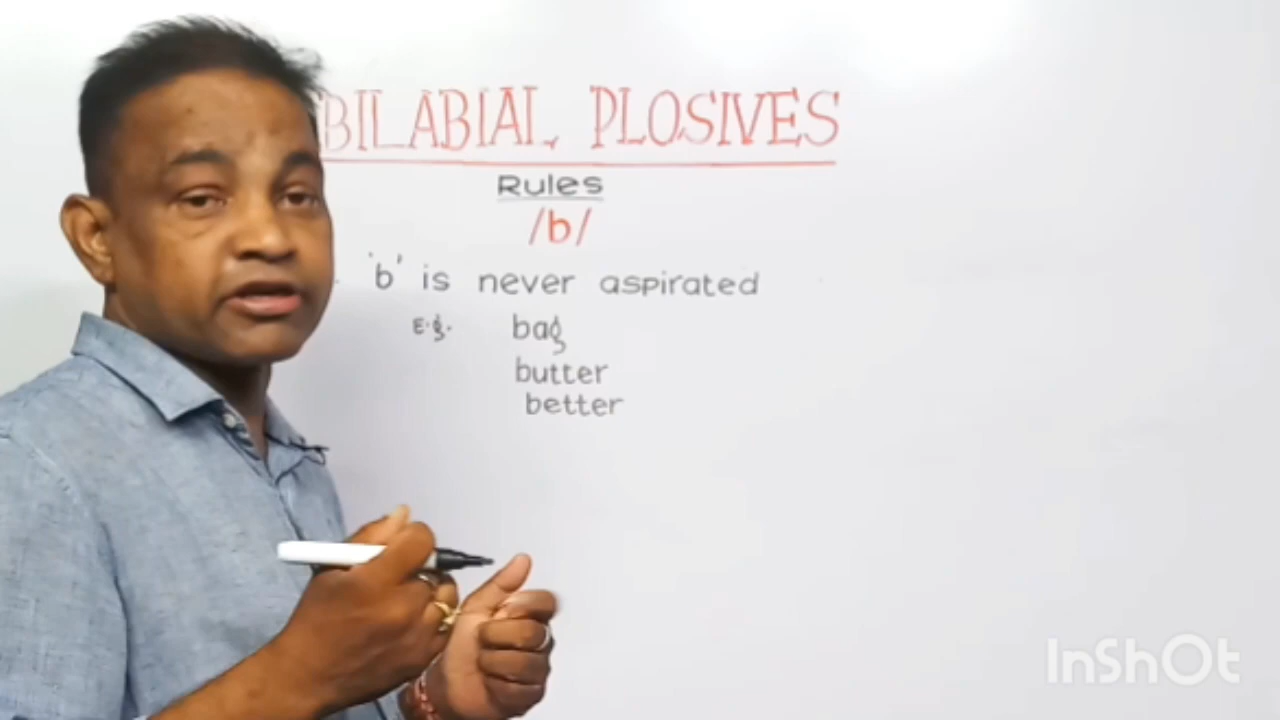 BILABIAL PLOSIVES
Rules
/b/
'b' is never aspirated
E.g. bag
butter
better
InShOt